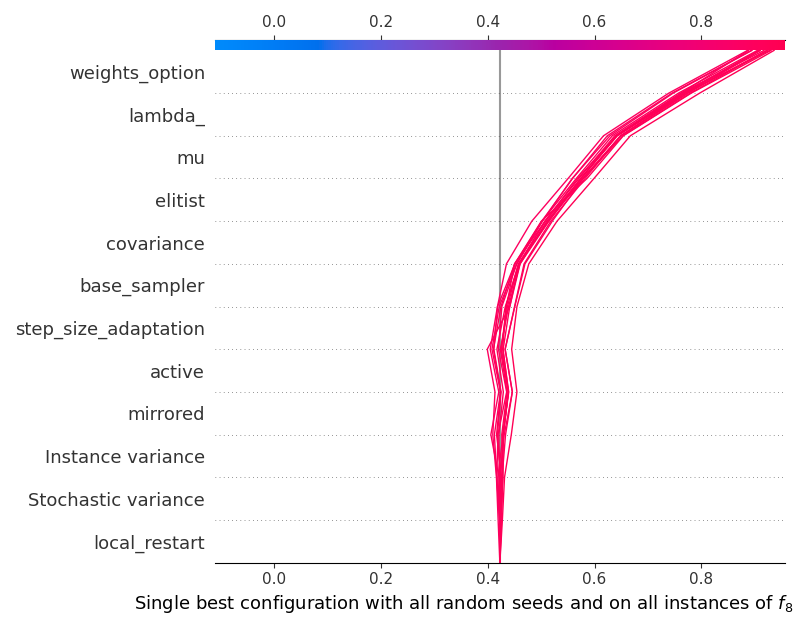 0.0 0.2 0.4 0.6 0.8
weights_option
lambda_
mu
elitist
covariance
base_sampler
step_size_adaptation
active
mirrored
Instance variance
Stochastic variance
local_restart
0.0 0.2 0.4 0.6 0.8
Single best configuration with all random seeds and on all instances of f₈